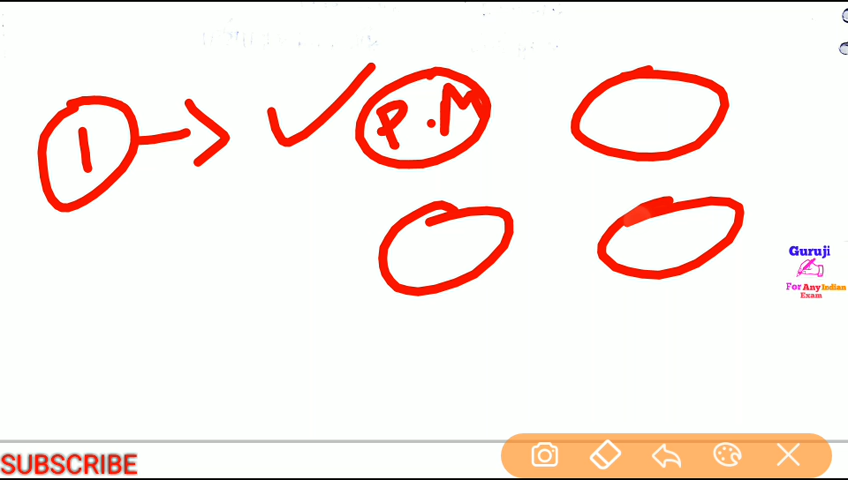 1 P.M
Guruji
For Any Indian
Exam
SUBSCRIBE